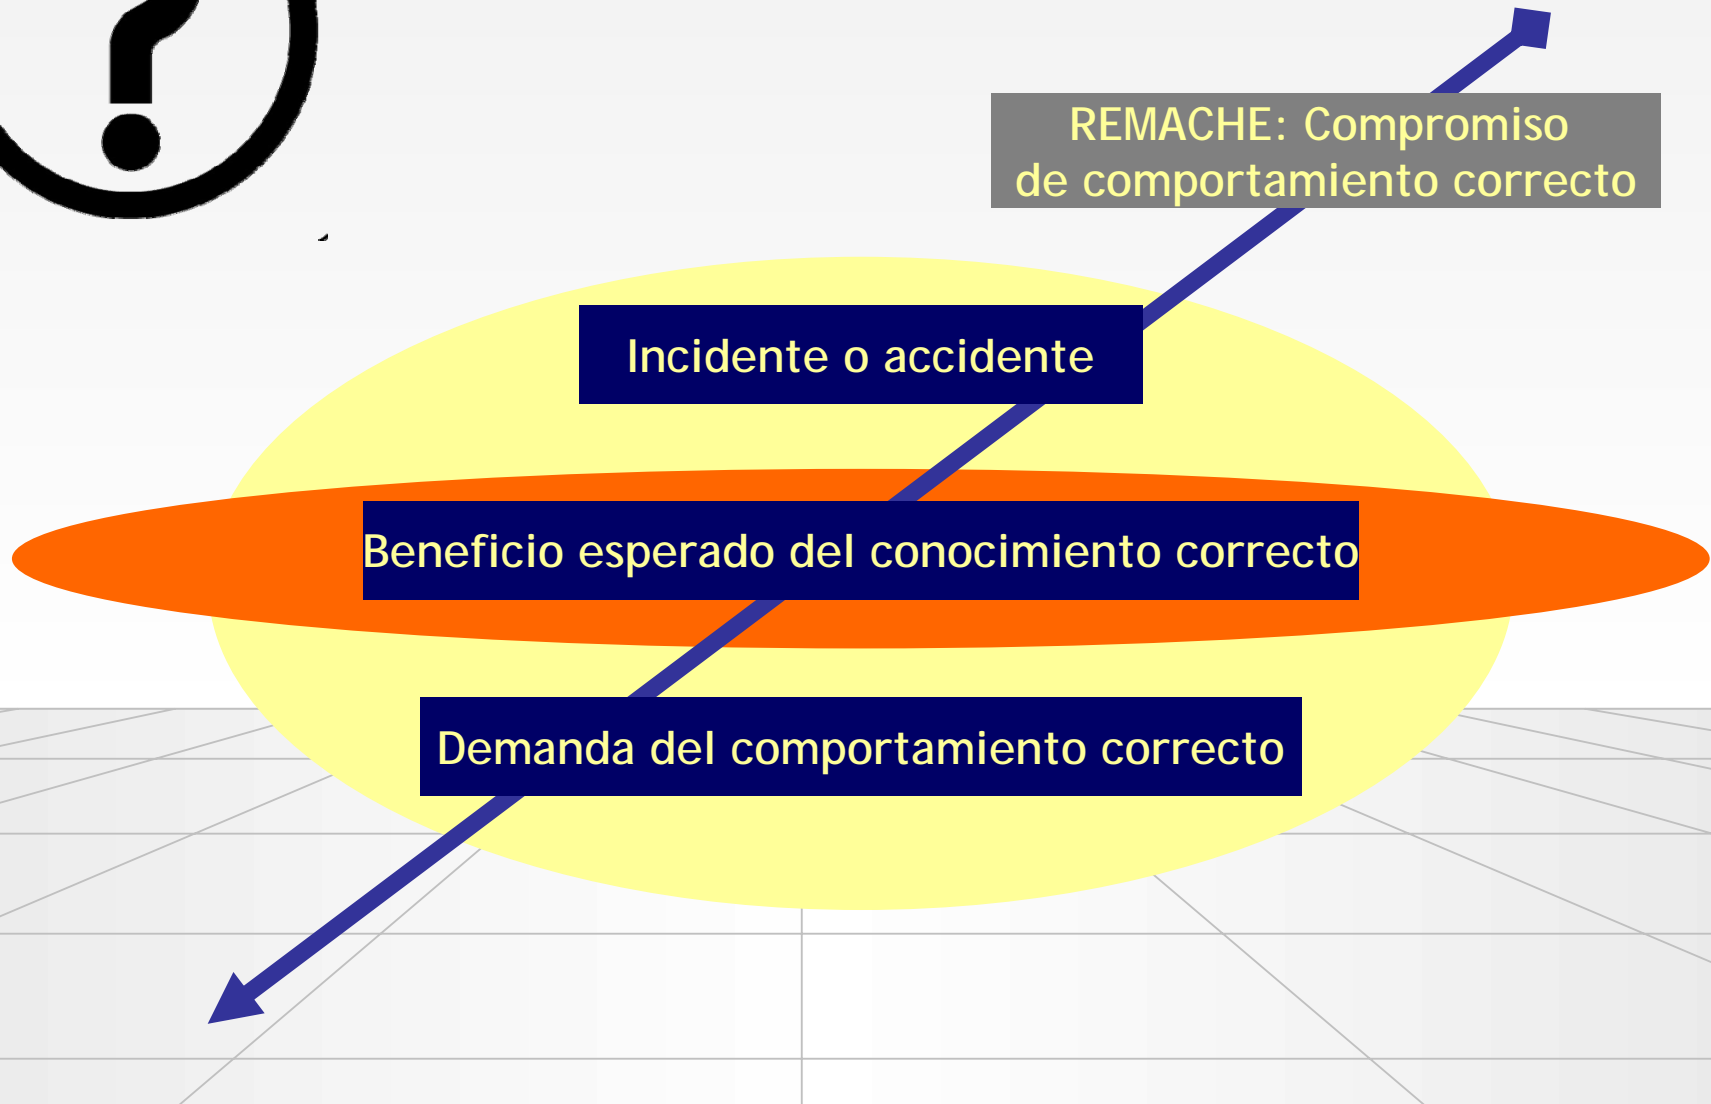 ?
REMACHE: Compromiso
de comportamiento correcto
Incidente o accidente
Beneficio esperado del conocimiento correcto
Demanda del comportamiento correcto